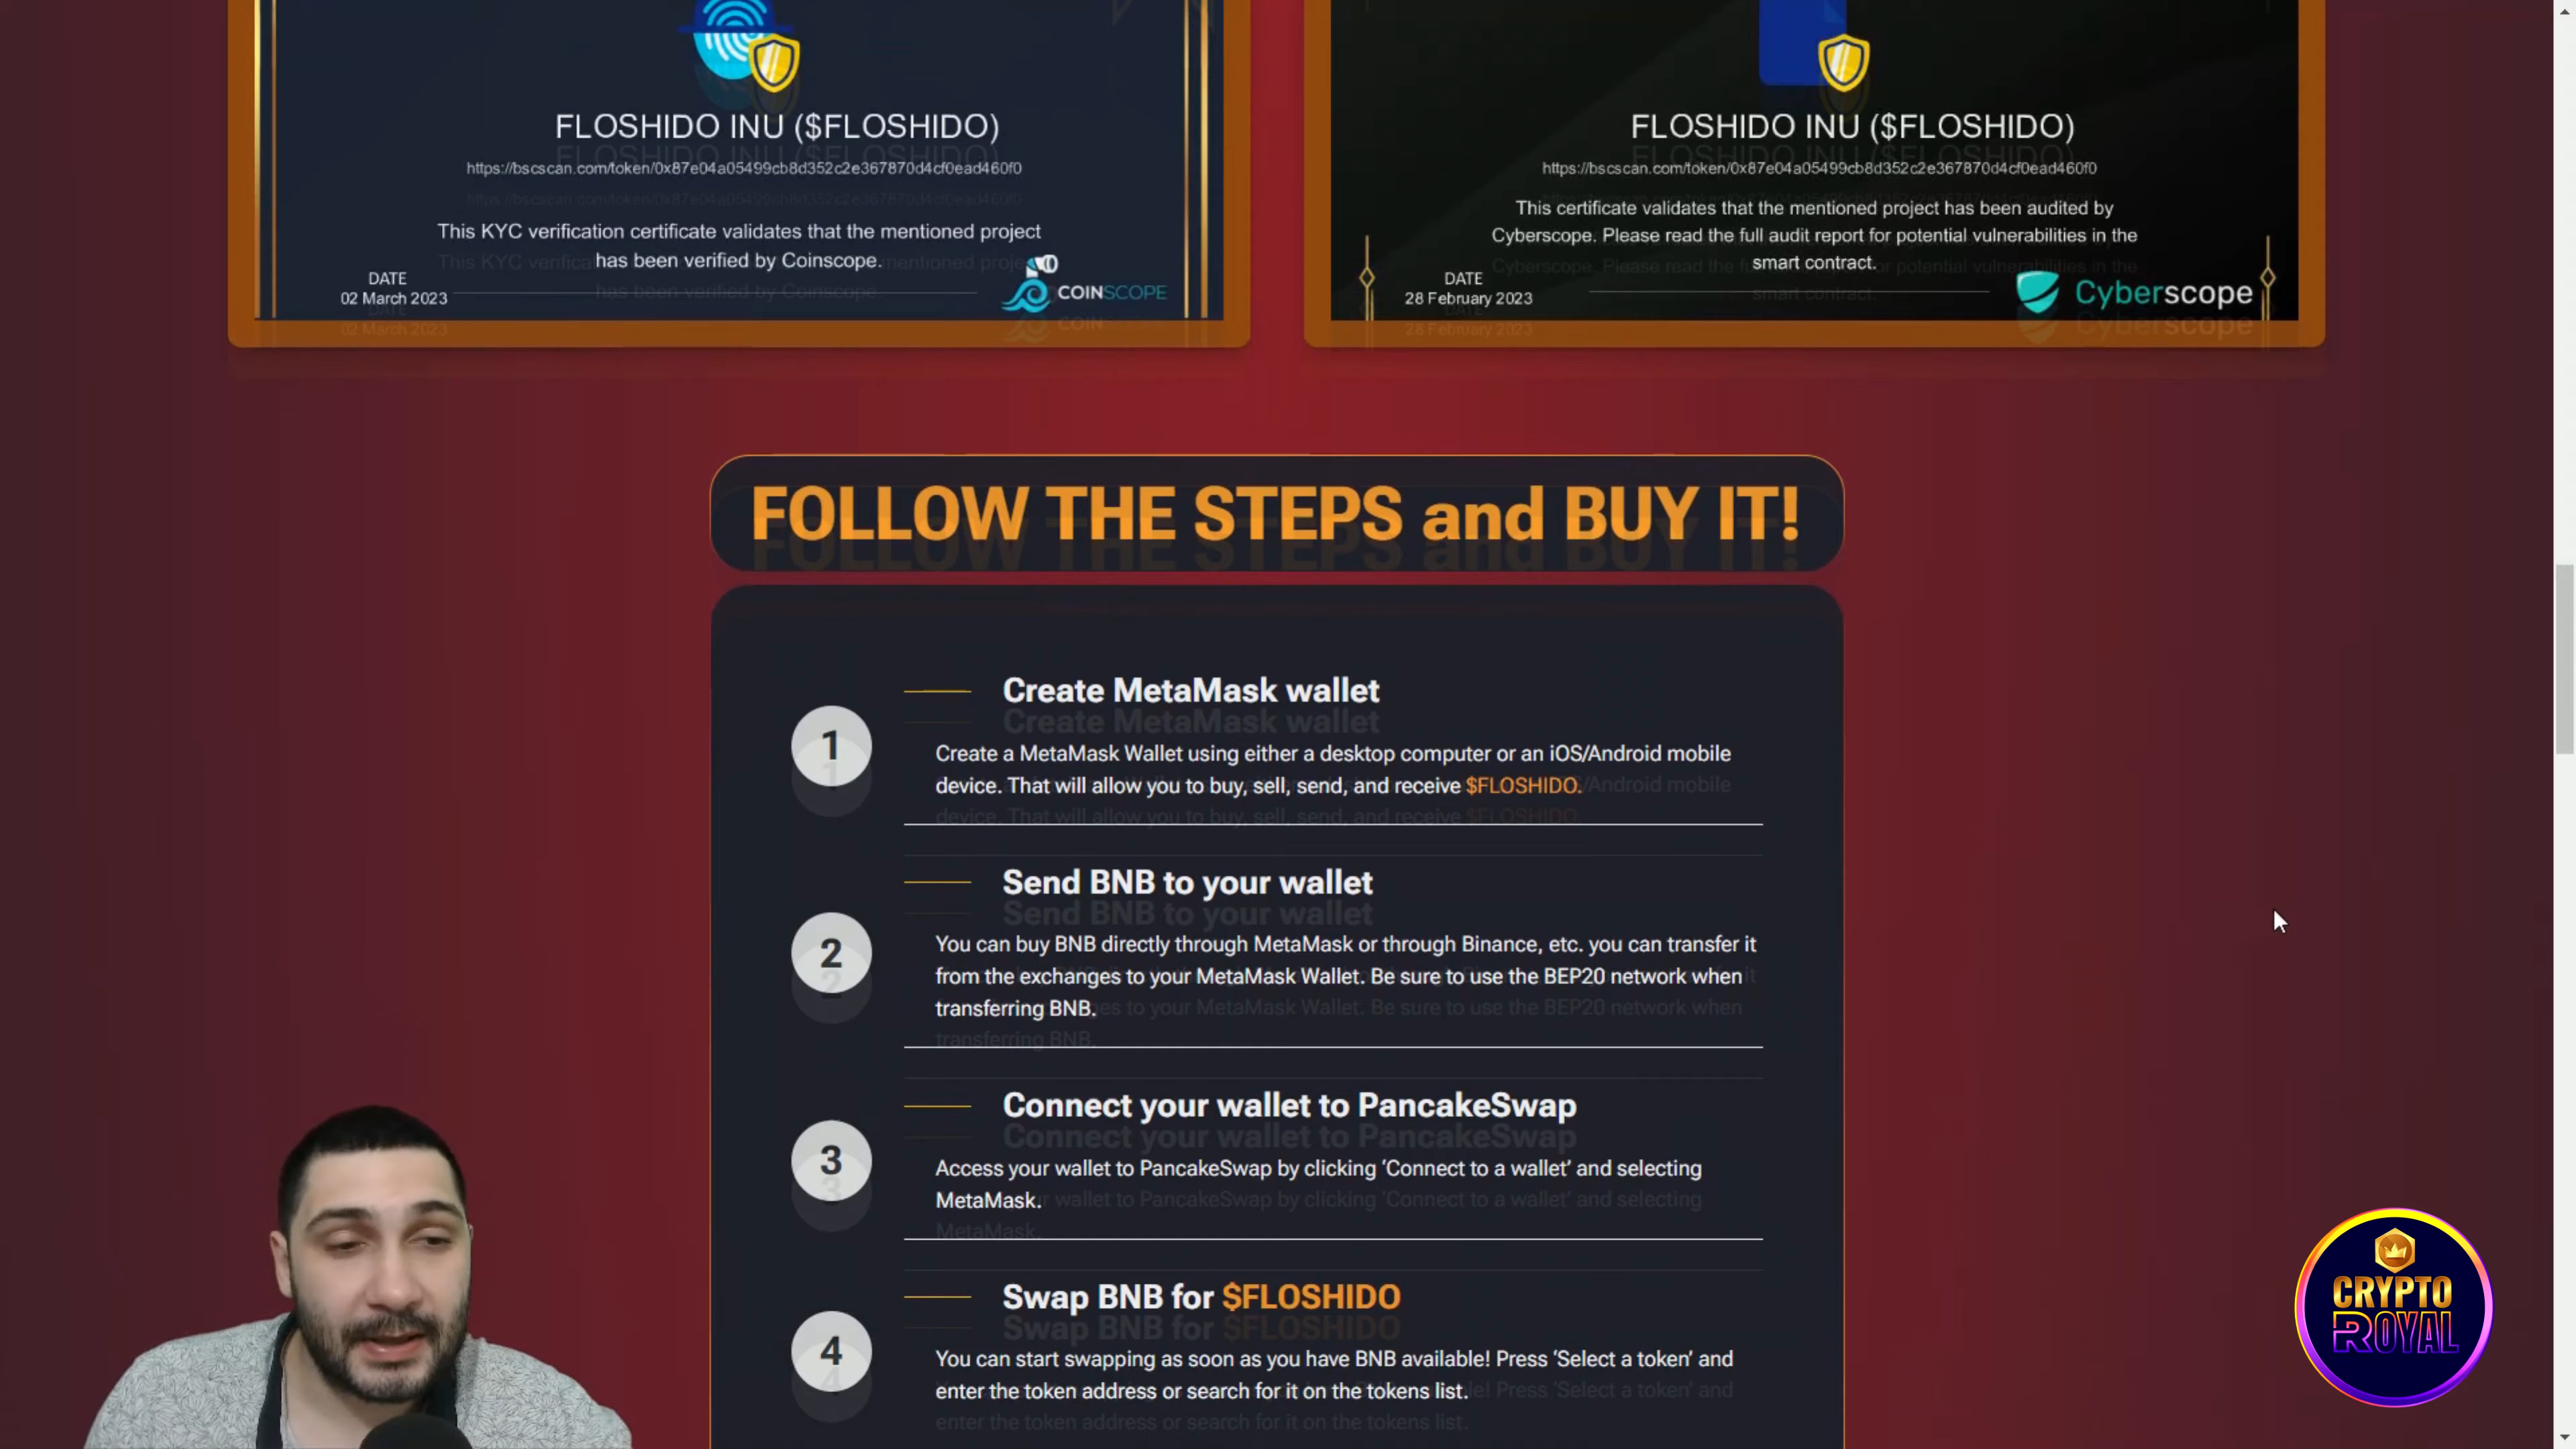 FLOSHIDO INU ($FLOSHIDO)
https://bscscan.com/token/0x87e04a05499cb8d352c2e367870d4cf0ead460f0
This KYC verification certificate validates that the mentioned project
has been verified by Coinscope.
DATE
02 March 2023
COINSCOPE
FLOSHIDO INU ($FLOSHIDO)
https://bscscan.com/token/0x87e04a05499cb8d352c2e367870d4cf0ead460f0
This certificate validates that the mentioned project has been audited by
Cyberscope. Please read the full audit report for potential vulnerabilities in the
smart contract.
DATE
28 February 2023
Cyberscope
FOLLOW THE STEPS and BUY IT!
1
Create MetaMask wallet
Create a MetaMask Wallet using either a desktop computer or an iOS/Android mobile
device. That will allow you to buy, sell, send, and receive $FLOSHIDO.
2
Send BNB to your wallet
You can buy BNB directly through MetaMask or through Binance, etc. you can transfer it
from the exchanges to your MetaMask Wallet. Be sure to use the BEP20 network when
transferring BNB.
3
Connect your wallet to PancakeSwap
Access your wallet to PancakeSwap by clicking ‘Connect to a wallet’ and selecting
MetaMask.
4
Swap BNB for $FLOSHIDO
You can start swapping as soon as you have BNB available! Press ‘Select a token’ and
enter the token address or search for it on the tokens list.
CRYPTO
ROYAL